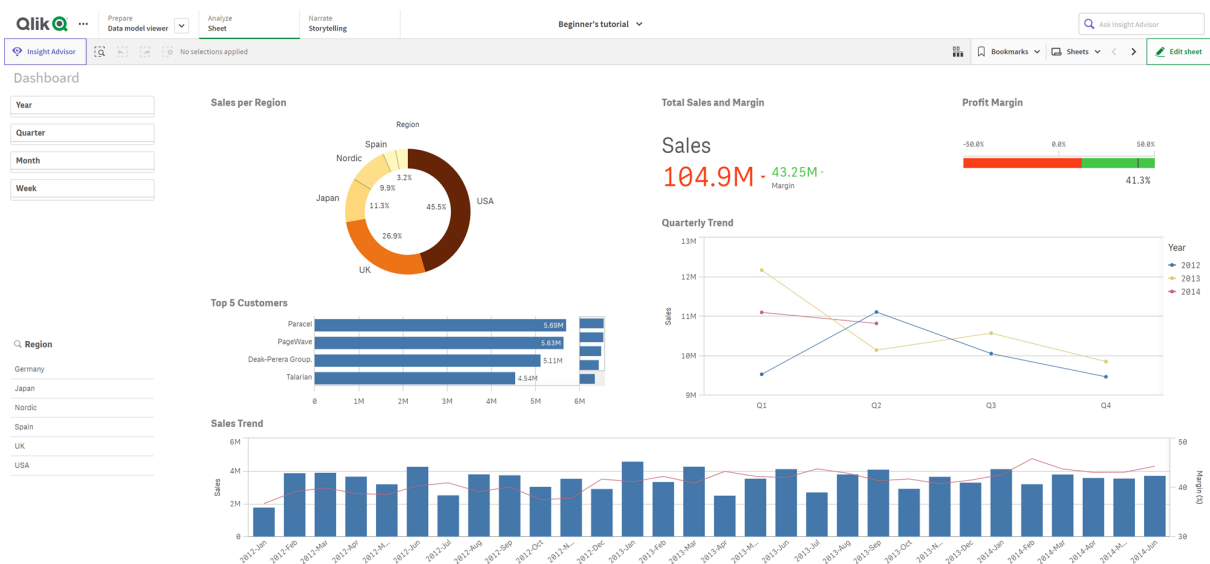 Qlik
Prepare
Data model viewer
Analyze
Sheet
Narrate
Storytelling
Beginner's tutorial
Ask Insight Advisor
Insight Advisor
No selections applied
Bookmarks
Sheets
Edit sheet
Dashboard
Year
Quarter
Month
Week
Region
Germany
Japan
Nordic
Spain
UK
USA
Sales per Region
Region
Spain
Nordic
Japan
UK
USA
3.2%
9.9%
11.3%
26.9%
45.5%
Top 5 Customers
Paracel
PageWave
Deak-Perera Group.
Talarian
5.69M
5.63M
5.11M
4.54M
0 1M 2M 3M 4M 5M 6M
Total Sales and Margin
Sales
104.9M
43.25M
Margin
Profit Margin
-50.0% 0.0% 50.0%
41.3%
Quarterly Trend
Sales
13M
12M
11M
10M
9M
Q1 Q2 Q3 Q4
Year
2012
2013
2014
Sales Trend
Sales
6M
4M
2M
0
50
40
30
Margin (%)
2012-Jan 2012-Feb 2012-Mar 2012-Apr 2012-M... 2012-Jun 2012-Jul 2012-Aug 2012-Sep 2012-Oct 2012-N... 2012-Dec 2013-Jan 2013-Feb 2013-Mar 2013-Apr 2013-M... 2013-Jun 2013-Jul 2013-Aug 2013-Sep 2013-Oct 2013-N... 2013-Dec 2014-Jan 2014-Feb 2014-Mar 2014-Apr 2014-M... 2014-Jun